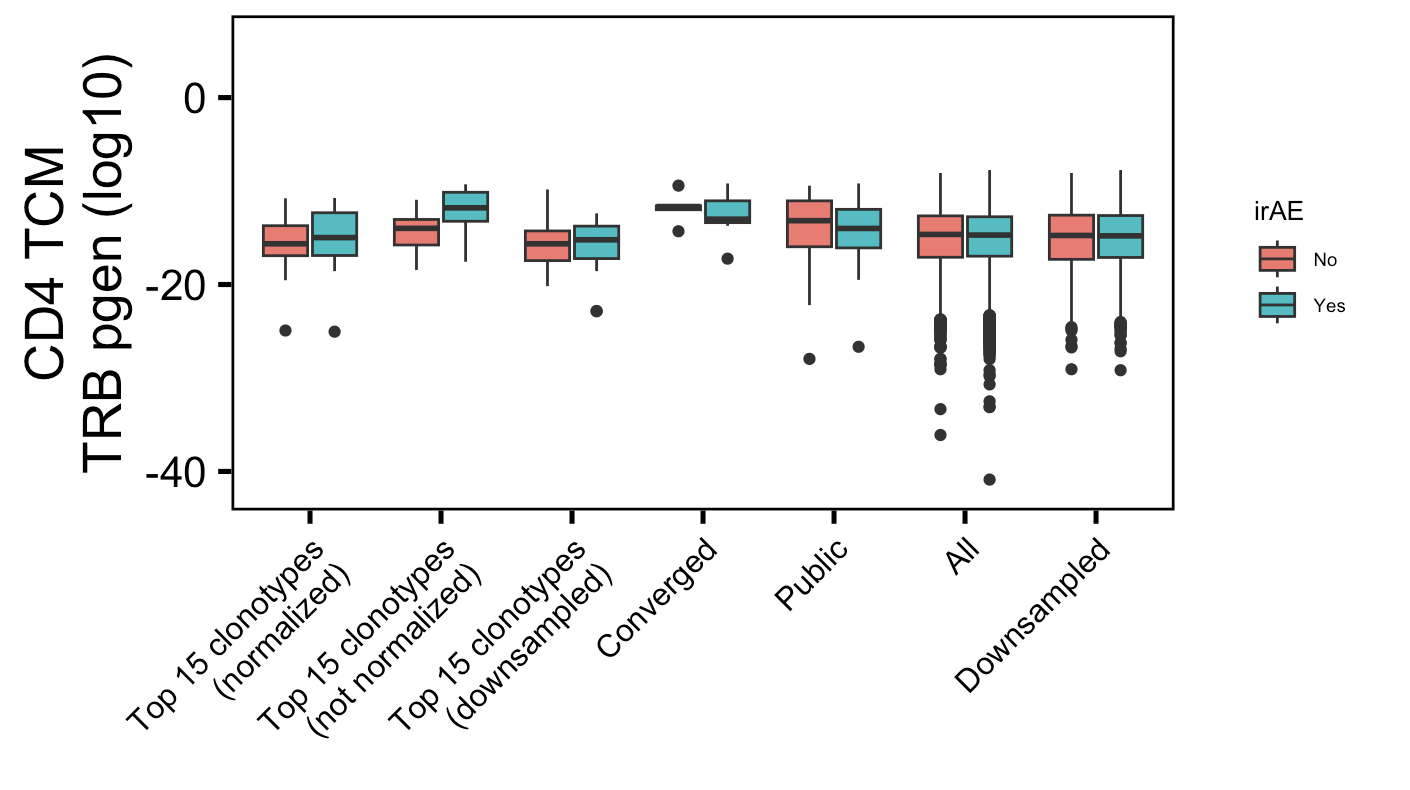 CD4 TCM
TRB pgen (log10)
0
-20
-40
Top 15 clonotypes
(normalized)
Top 15 clonotypes
(not normalized)
Top 15 clonotypes
(downsampled)
Converged
Public
All
Downsampled
irAE
No
Yes